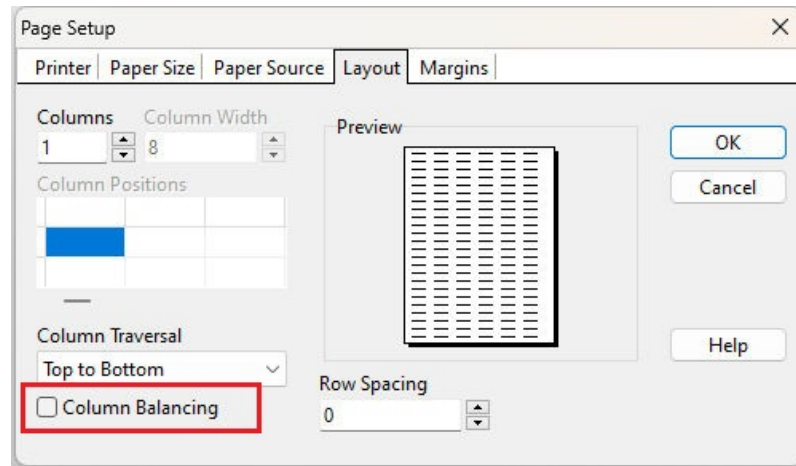 Page Setup
Printer Paper Size Paper Source Layout Margins
Columns Column Width
1 8
Column Positions
Column Traversal
Top to Bottom
Column Balancing
Preview
Row Spacing
0
OK
Cancel
Help